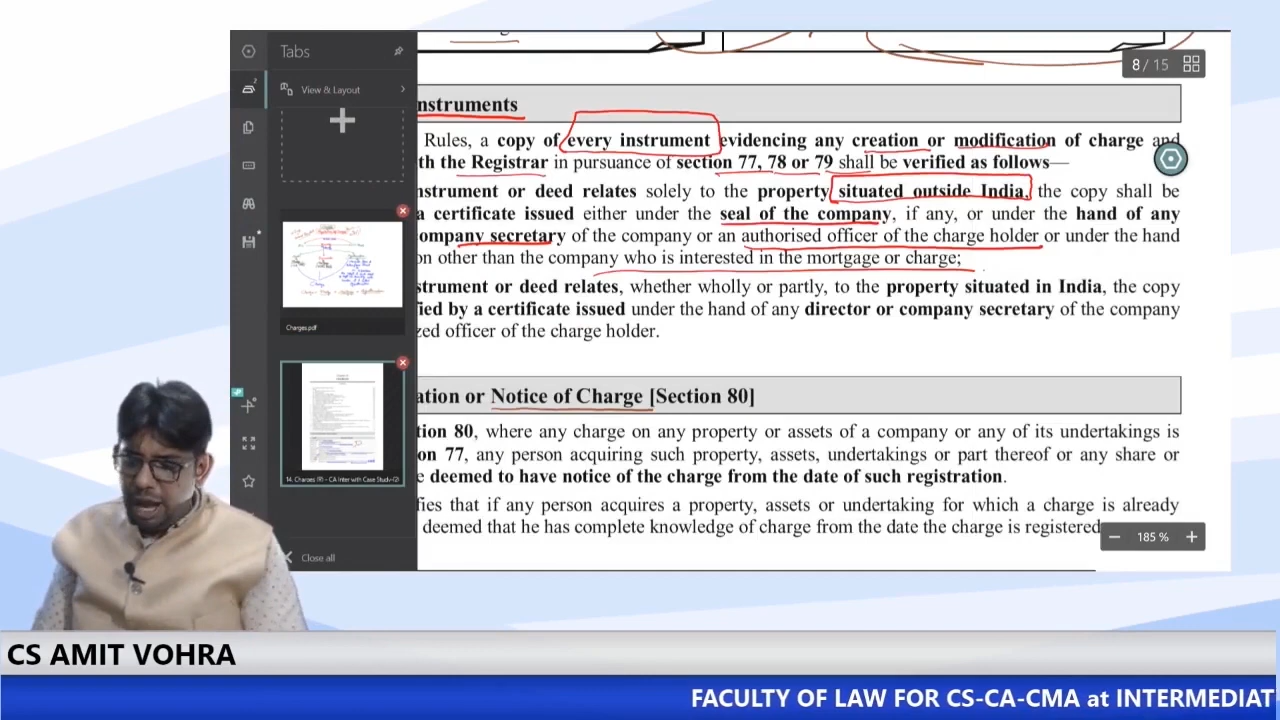 Tabs
8 / 15
View & Layout
nstruments
Rules, a copy of every instrument evidencing any creation or modification of charge and
th the Registrar in pursuance of section 77, 78 or 79 shall be verified as follows—
nstrument or deed relates solely to the property situated outside India, the copy shall be
a certificate issued either under the seal of the company, if any, or under the hand of any
ompany secretary of the company or an authorised officer of the charge holder or under the hand
on other than the company who is interested in the mortgage or charge;
strument or deed relates, whether wholly or partly, to the property situated in India, the copy
fied by a certificate issued under the hand of any director or company secretary of the company
zed officer of the charge holder.
Charges.pdf
ation or Notice of Charge [Section 80]
tion 80, where any charge on any property or assets of a company or any of its undertakings is
on 77, any person acquiring such property, assets, undertakings or part thereof or any share or
e deemed to have notice of the charge from the date of such registration.
14. Charges (R) - CA Inter with Case Study-(2)
fies that if any person acquires a property, assets or undertaking for which a charge is already
deemed that he has complete knowledge of charge from the date the charge is registered
185 %
Close all
CS AMIT VOHRA
FACULTY OF LAW FOR CS-CA-CMA at INTERMEDIAT